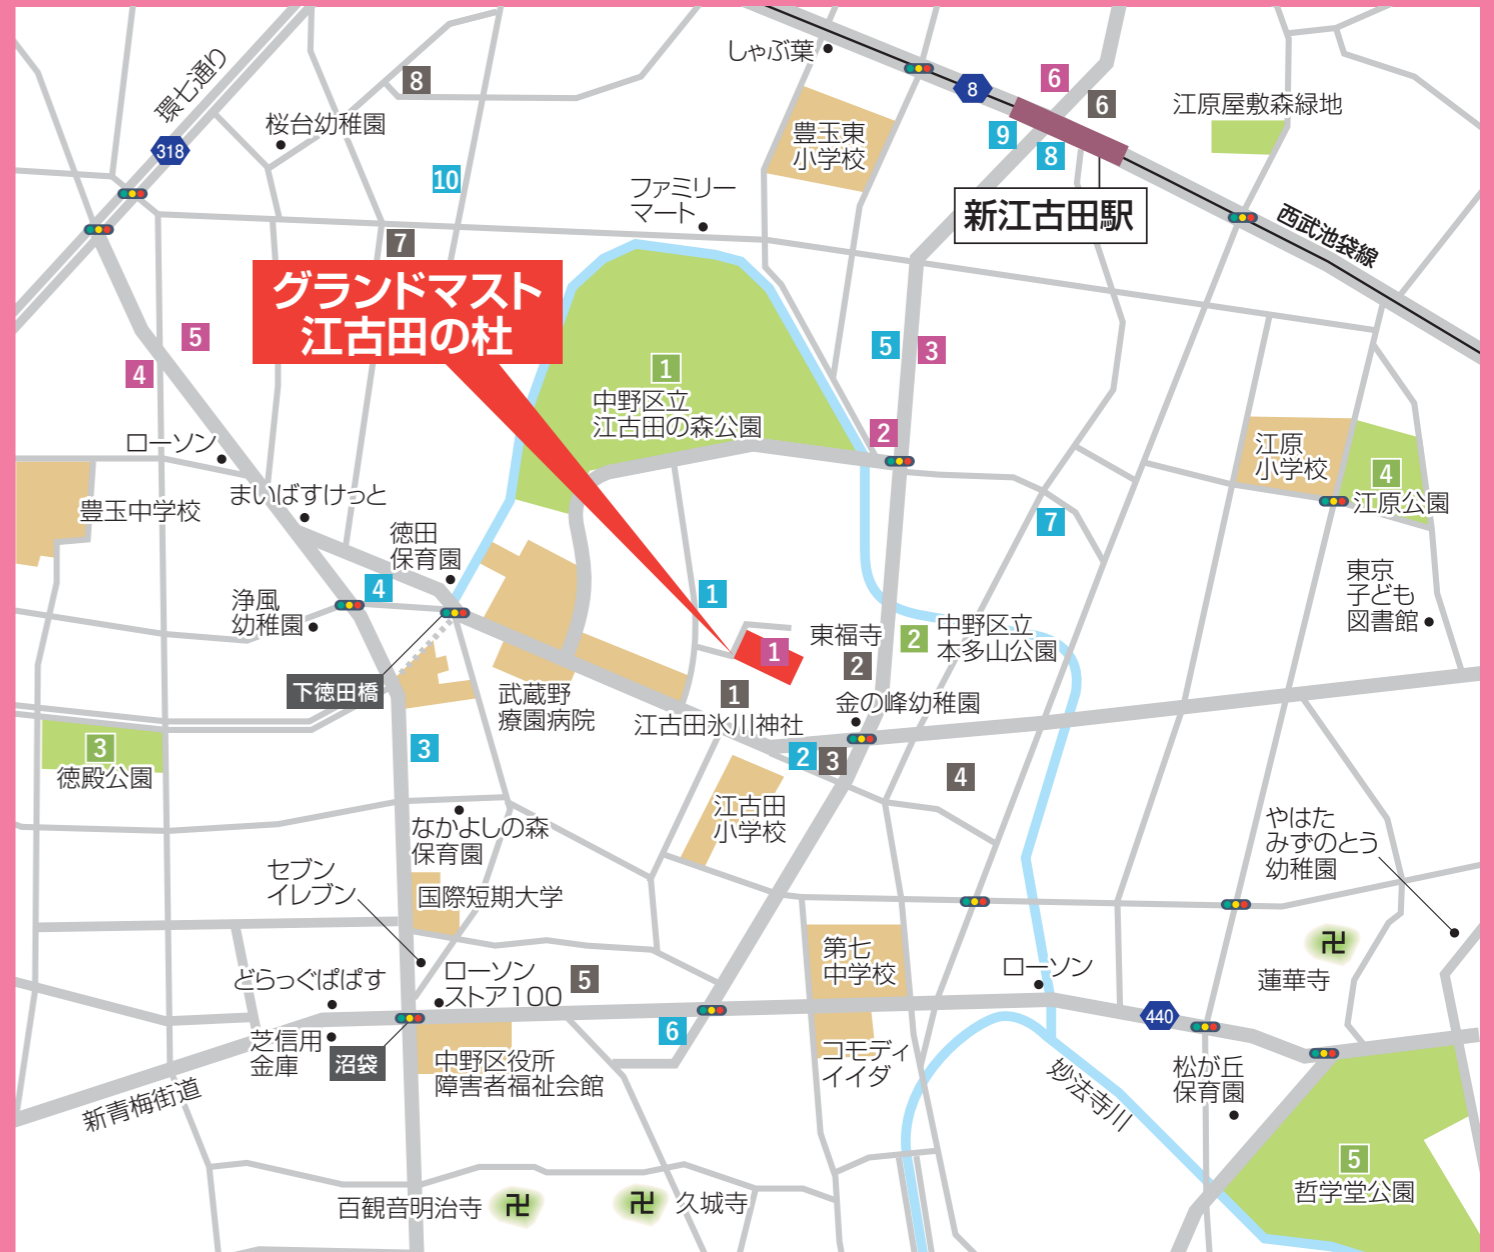 しゃぶ葉
環七通り
8
6
8
6
江原屋敷森緑地
桜台幼稚園
豊玉東
小学校
9
8
318
10
ファミリー
マート
新江古田駅
西武池袋線
7
グランドマスト
江古田の杜
5
4
5
3
1
中野区立
江古田の森公園
2
ローソン
江原
小学校
4
江原公園
まいばすけっと
豊玉中学校
徳田
保育園
7
4
1
浄風
幼稚園
東京
子ども
図書館
東福寺
2
中野区立
本多山公園
1
2
下徳田橋
武蔵野
療園病院
1
江古田氷川神社
金の峰幼稚園
3
徳殿公園
3
2
3
4
江古田
小学校
なかよしの森
保育園
やはた
みずのとう
幼稚園
セブン
イレブン
国際短期大学
第七
中学校
蓮華寺
どらっぐぱぱす
ローソン
ストア100
5
ローソン
440
6
芝信用
金庫
沼袋
中野区役所
障害者福祉会館
コモディ
イイダ
妙法寺川
松が丘
保育園
新青梅街道
5
哲学堂公園
百観音明治寺
久城寺